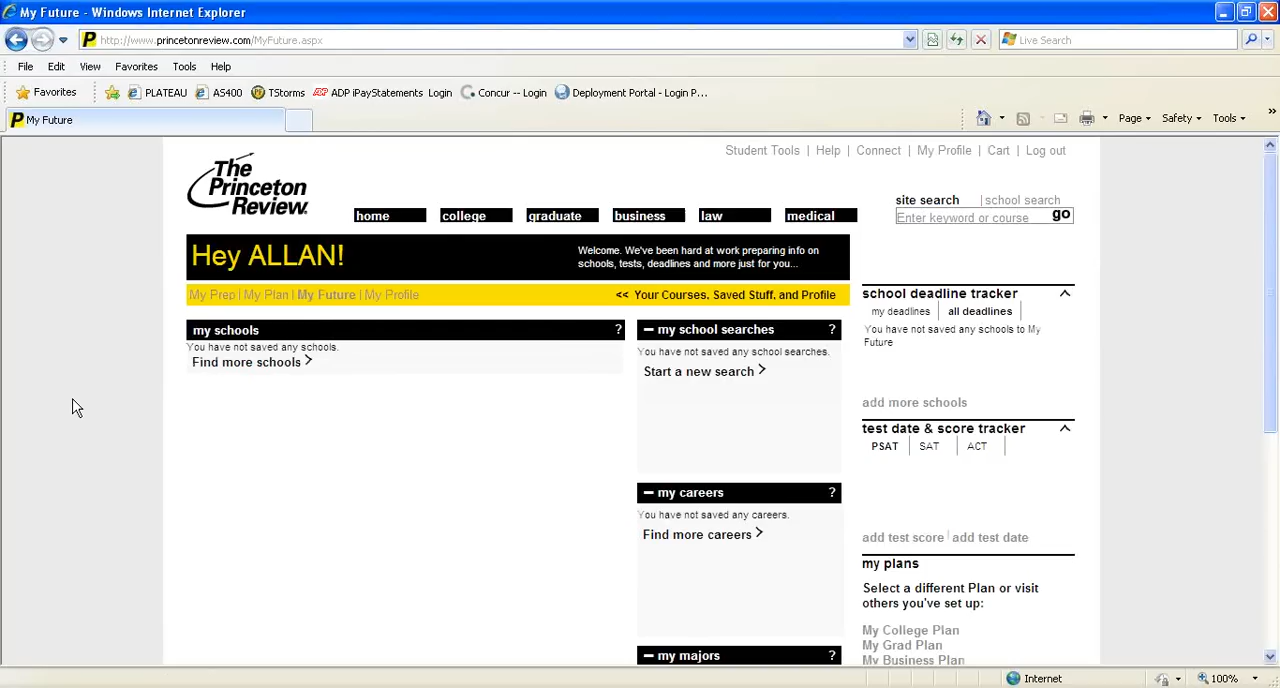 My Future - Windows Internet Explorer
http://www.princetonreview.com/MyFuture.aspx
Live Search
File Edit View Favorites Tools Help
Favorites PLATEAU AS400 TStorms ADP iPayStatements Login Concur -- Login Deployment Portal - Login P...
My Future
Page Safety Tools
Student Tools | Help | Connect | My Profile | Cart | Log out
The
Princeton
Review
home college graduate business law medical
site search | school search
Enter keyword or course go
Hey ALLAN!
Welcome. We've been hard at work preparing info on
schools, tests, deadlines and more just for you...
My Prep | My Plan | My Future | My Profile
<< Your Courses, Saved Stuff, and Profile
my schools ?
You have not saved any schools.
Find more schools >
my school searches ?
You have not saved any school searches.
Start a new search >
my careers ?
You have not saved any careers.
Find more careers >
my majors ?
school deadline tracker
my deadlines | all deadlines |
You have not saved any schools to My
Future
add more schools
test date & score tracker
PSAT | SAT | ACT |
add test score | add test date
my plans
Select a different Plan or visit
others you've set up:
My College Plan
My Grad Plan
My Business Plan
Internet 100%